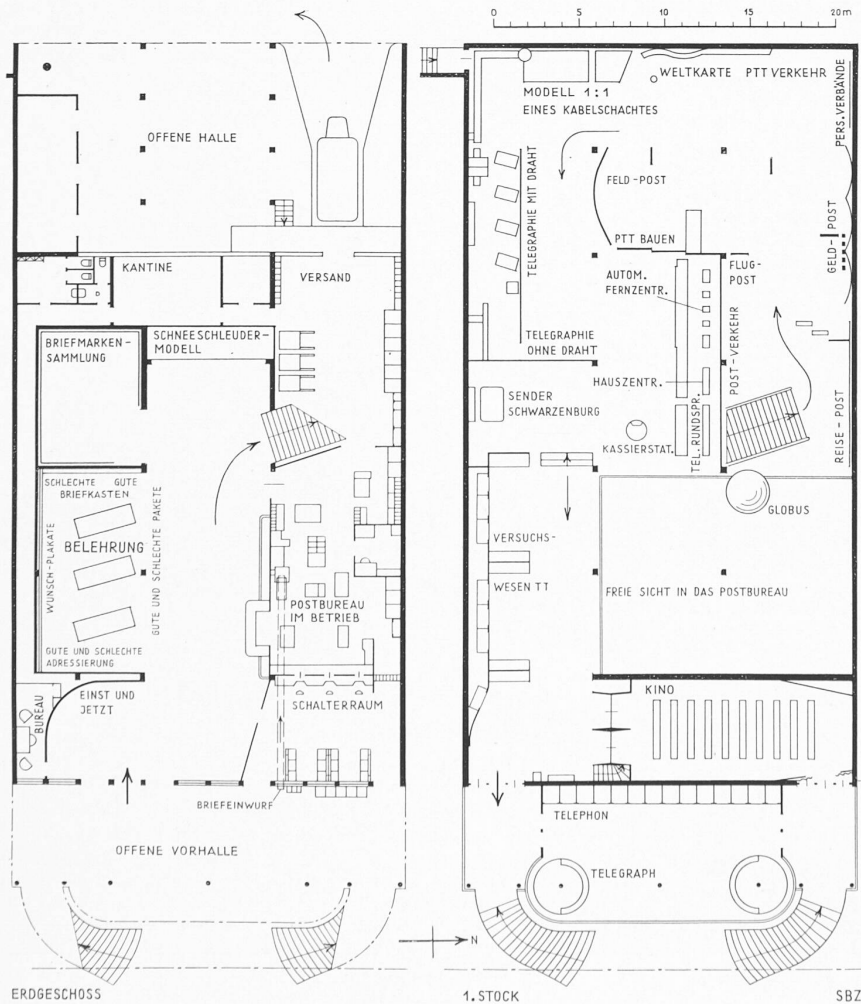 0 5 10 15 20 m
OFFENE HALLE
KANTINE
VERSAND
BRIEFMARKEN-
SAMMLUNG
SCHNEESCHLEUDER-
MODELL
SCHLECHTE GUTE
BRIEFKASTEN
WUNSCH-PLAKATE
BELEHRUNG
GUTE UND SCHLECHTE PAKETE
GUTE UND SCHLECHTE
ADRESSIERUNG
POSTBUREAU
IM BETRIEB
BUREAU
EINST UND
JETZT
SCHALTERRAUM
BRIEFEINWURF
OFFENE VORHALLE
ERDGESCHOSS
MODELL 1:1
EINES KABELSCHACHTES
WELTKARTE PTT VERKEHR
PERS. VERBÄNDE
TELEGRAPHIE MIT DRAHT
FELD-POST
PTT BAUEN
GELD-POST
AUTOM.
FERNZENTR.
FLUG-
POST
TELEGRAPHIE
OHNE DRAHT
HAUSZENTR.
POST-VERKEHR
SENDER
SCHWARZENBURG
KASSIERSTAT.
TEL. RUNDSPR.
REISE-POST
GLOBUS
VERSUCHS-
WESEN TT
FREIE SICHT IN DAS POSTBUREAU
KINO
TELEPHON
TELEGRAPH
N
1. STOCK
SBZ